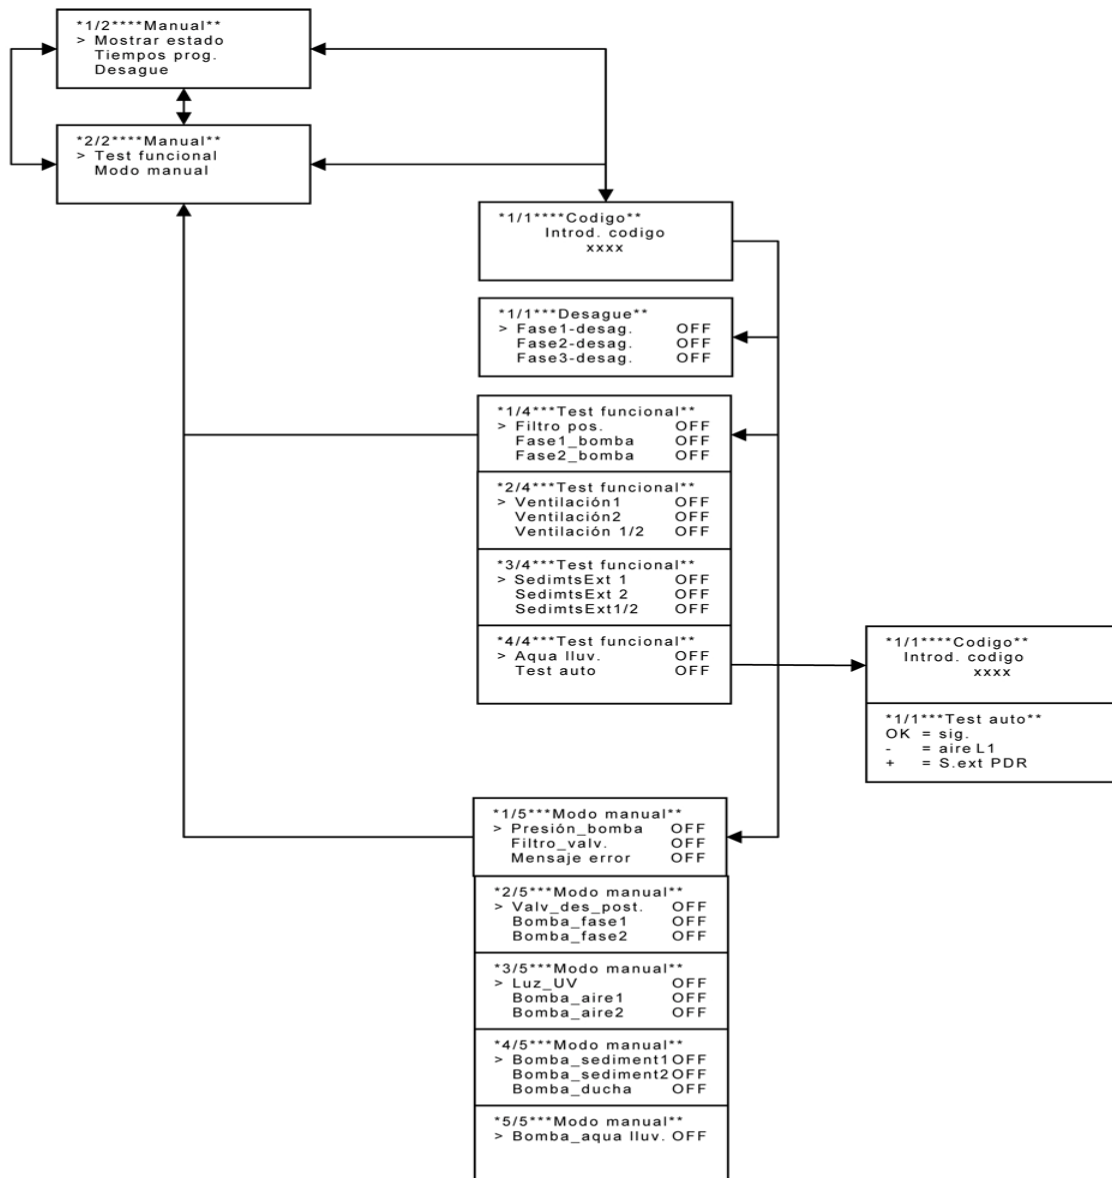 *1/2****Manual**
> Mostrar estado
Tiempos prog.
Desague
*2/2****Manual**
> Test funcional
Modo manual
*1/1****Codigo**
Introd. codigo
xxxx
*1/1***Desague**
> Fase1-desag. OFF
Fase2-desag. OFF
Fase3-desag. OFF
*1/4***Test funcional**
> Filtro pos. OFF
Fase1_bomba OFF
Fase2_bomba OFF
*2/4***Test funcional**
> Ventilación1 OFF
Ventilación2 OFF
Ventilación 1/2 OFF
*3/4***Test funcional**
> SedimtsExt 1 OFF
SedimtsExt 2 OFF
SedimtsExt1/2 OFF
*4/4***Test funcional**
> Aqua lluv. OFF
Test auto OFF
*1/1****Codigo**
Introd. codigo
xxxx
*1/1***Test auto**
OK = sig.
- = aire L1
+ = S.ext PDR
*1/5***Modo manual**
> Presión_bomba OFF
Filtro_valv. OFF
Mensaje error OFF
*2/5***Modo manual**
> Valv_des_post. OFF
Bomba_fase1 OFF
Bomba_fase2 OFF
*3/5***Modo manual**
> Luz_UV OFF
Bomba_aire1 OFF
Bomba_aire2 OFF
*4/5***Modo manual**
> Bomba_sediment1OFF
Bomba_sediment2OFF
Bomba_ducha OFF
*5/5***Modo manual**
> Bomba_aqua lluv. OFF